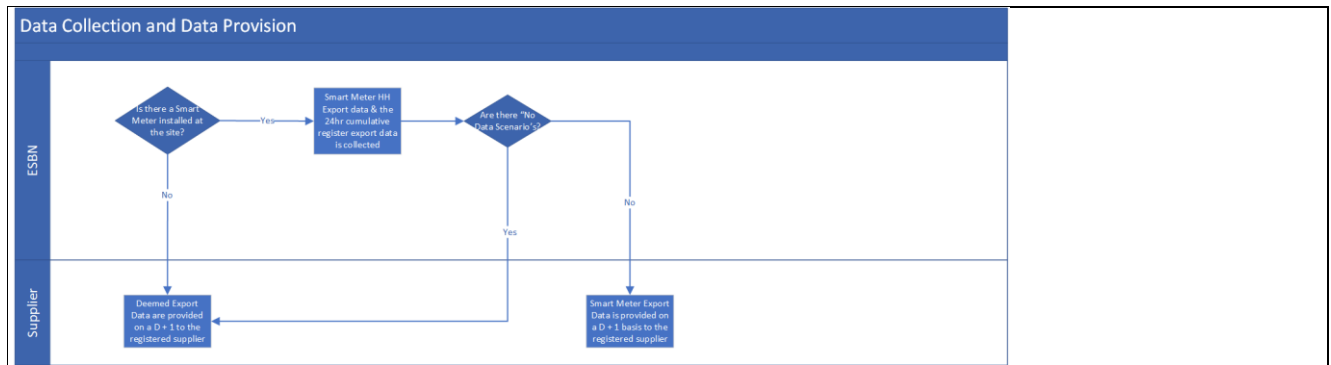 Data Collection and Data Provision
ESBN
Is there a Smart
Meter installed at
the site?
Yes
Smart Meter HH
Export data & the
24hr cumulative
register export data
is collected
Are there "No
Data Scenario's?
No
No
Yes
Supplier
Deemed Export
Data are provided
on a D + 1 to the
registered supplier
Smart Meter Export
Data is provided on
a D + 1 basis to the
registered supplier